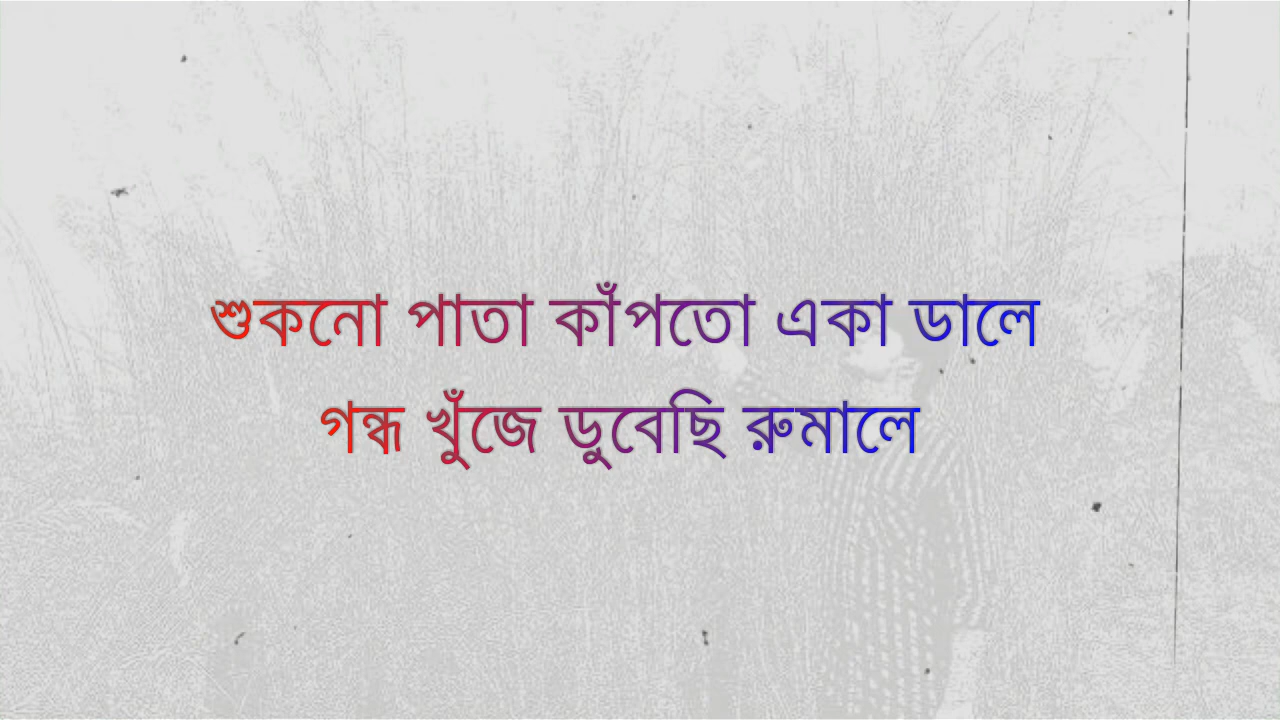 শুকনো পাতা কাঁপতো একা ডালে
গন্ধ খুঁজে ডুবেছি রুমালে